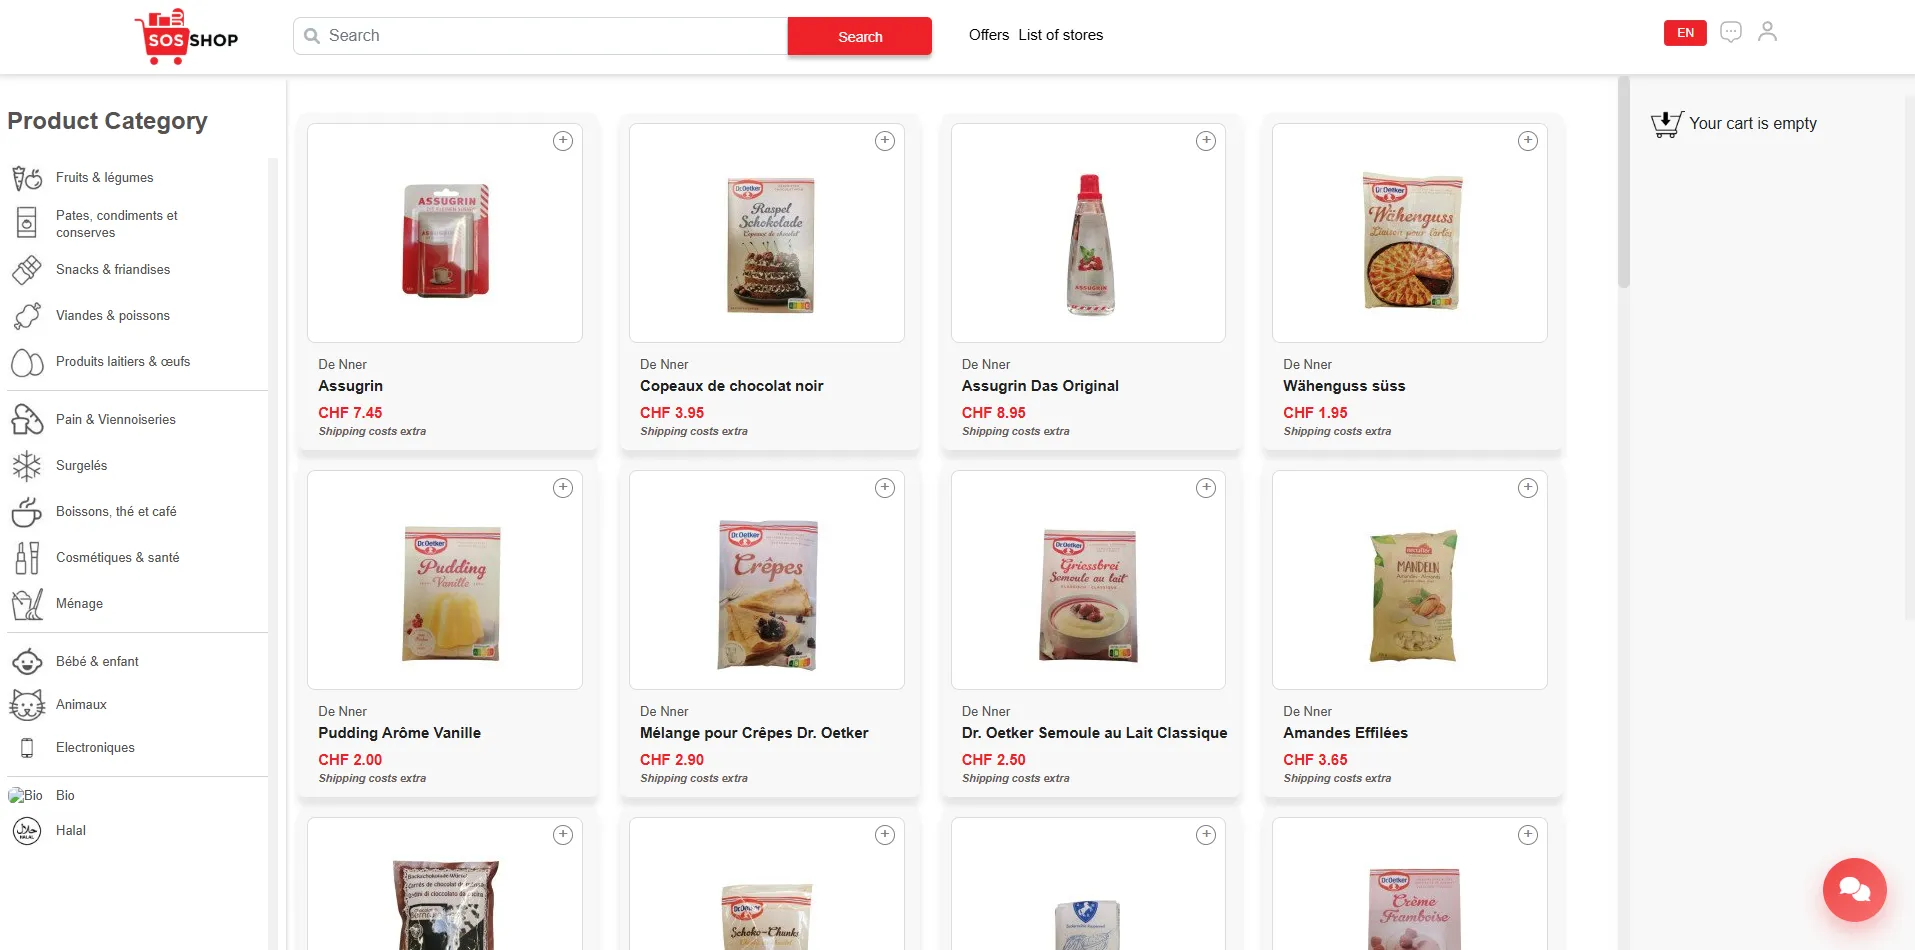 SOS SHOP
Search
Search
Offers List of stores
EN
Product Category
Fruits & légumes
Pates, condiments et
conserves
Snacks & friandises
Viandes & poissons
Produits laitiers & œufs
Pain & Viennoiseries
Surgelés
Boissons, thé et café
Cosmétiques & santé
Ménage
Bébé & enfant
Animaux
Electroniques
Bio Bio
Halal
Your cart is empty
ASSUGRIN
De Nner
Assugrin
CHF 7.45
Shipping costs extra
Dr.Oetker
Raspel
Schokolade
Copeaux de chocolat
De Nner
Copeaux de chocolat noir
CHF 3.95
Shipping costs extra
ASSUGRIN
De Nner
Assugrin Das Original
CHF 8.95
Shipping costs extra
Dr.Oetker
Wähenguss
Liaison pour tartes
De Nner
Wähenguss süss
CHF 1.95
Shipping costs extra
Dr.Oetker
Pudding
Vanille
De Nner
Pudding Arôme Vanille
CHF 2.00
Shipping costs extra
Dr.Oetker
Crêpes
De Nner
Mélange pour Crêpes Dr. Oetker
CHF 2.90
Shipping costs extra
Dr.Oetker
Griessbrei
Semoule au lait
De Nner
Dr. Oetker Semoule au Lait Classique
CHF 2.50
Shipping costs extra
MANDELN
De Nner
Amandes Effilées
CHF 3.65
Shipping costs extra
Dr.Oetker
Schoko-Chunks
Dr.Oetker
Crème
Framboise